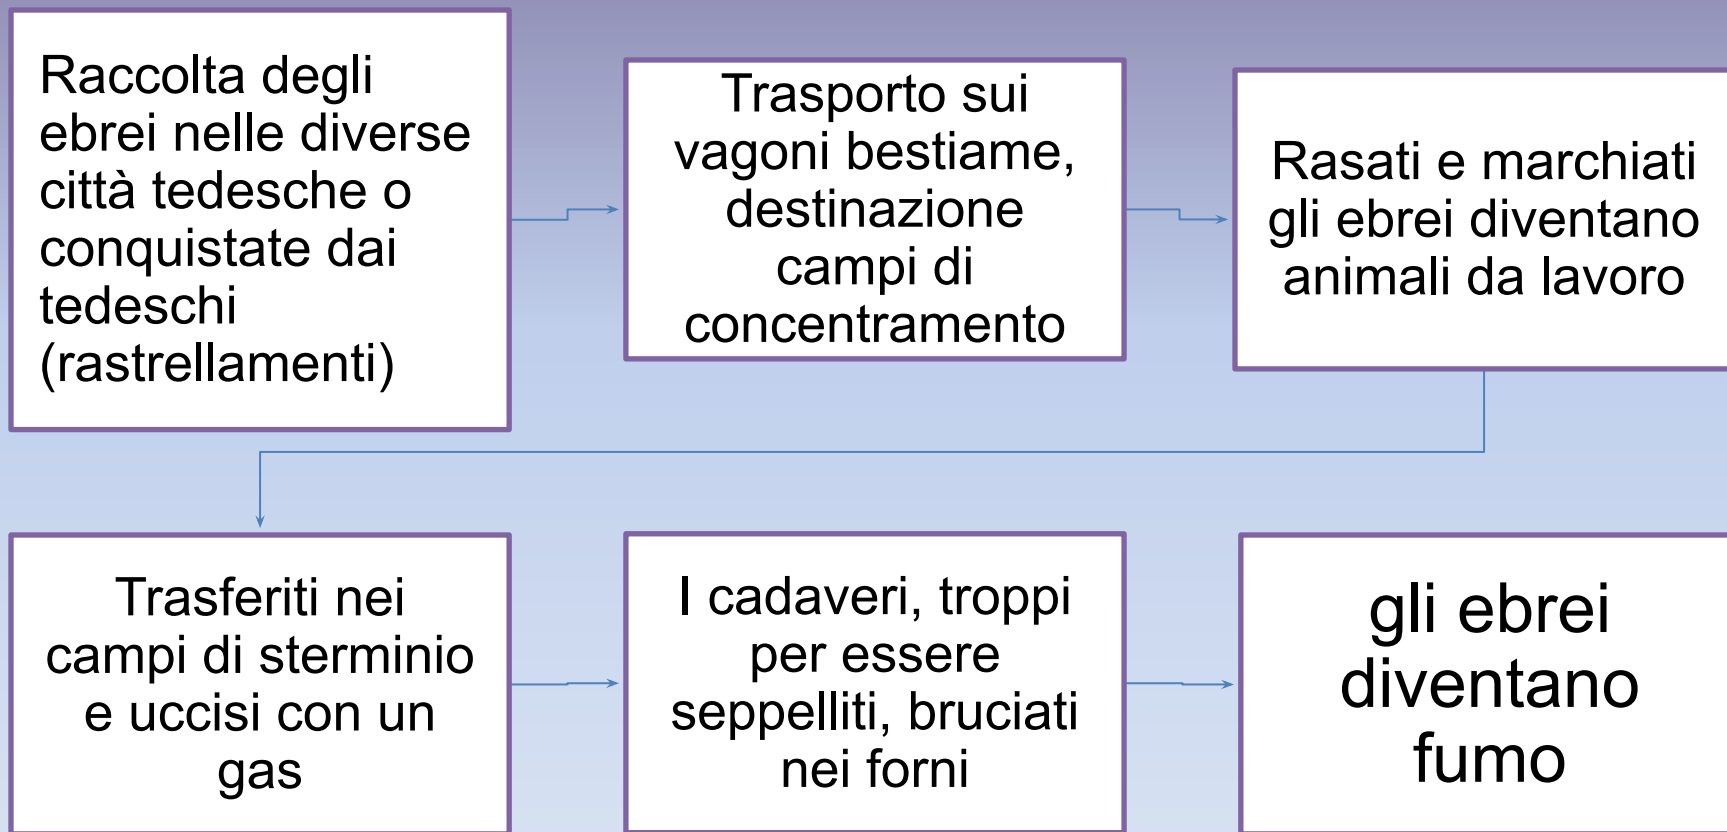 Raccolta degli
ebrei nelle diverse
città tedesche o
conquistate dai
tedeschi
(rastrellamenti)
Trasporto sui
vagoni bestiame,
destinazione
campi di
concentramento
Rasati e marchiati
gli ebrei diventano
animali da lavoro
Trasferiti nei
campi di sterminio
e uccisi con un
gas
I cadaveri, troppi
per essere
seppelliti, bruciati
nei forni
gli ebrei
diventano
fumo